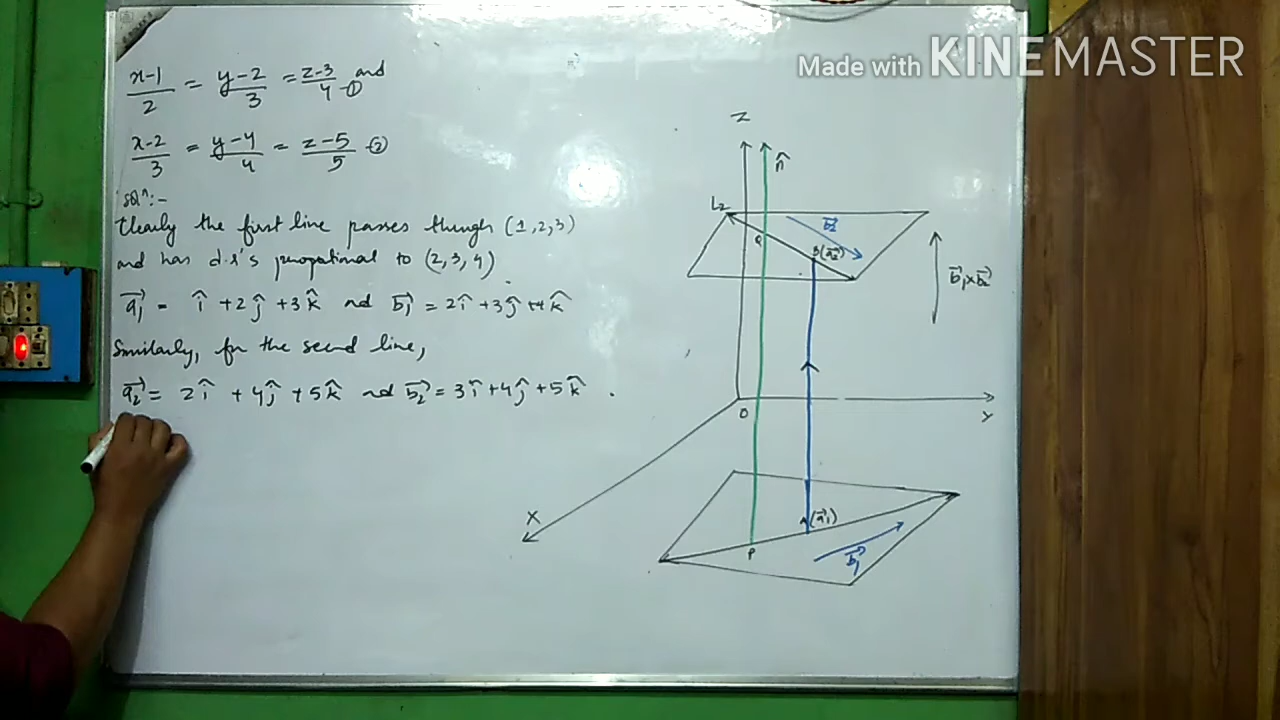 Made with KINEMASTER
x-1/2 = y-2/3 = z-3/4 -① and
x-2/3 = y-4/4 = z-5/5 -②
solⁿ:-
Clearly the first line passes through (1,2,3)
and has d.r's propotional to (2,3,4)
a₁⃗ = î + 2ĵ + 3k̂ and b₁⃗ = 2î + 3ĵ + 4k̂
Similarly, for the second line,
a₂⃗ = 2î + 4ĵ + 5k̂ and b₂⃗ = 3î + 4ĵ + 5k̂ .
Z
n̂
L₂
b₂⃗
Q
B(a₂⃗)
b₁⃗ x b₂⃗
O
Y
X
A(a₁⃗)
P
b₁⃗